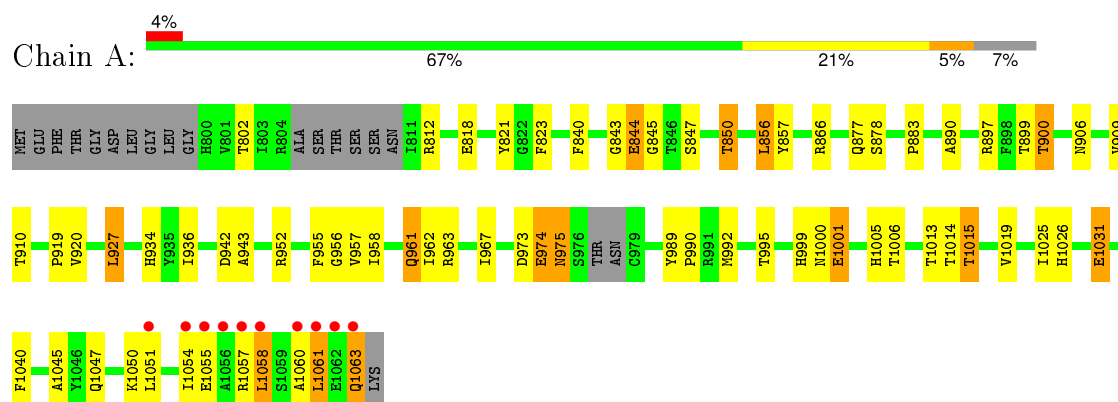 4%
Chain A:
67% 21% 5% 7%
MET GLU PHE THR GLY ASP LEU GLY LEU GLY H800 V801 T802 I803 R804 ALA SER THR SER SER ASN I811 R812 E818 Y821 G822 F823 F840 G843 E844 G845 T846 S847 T850 L856 Y857 R866 Q877 S878 P883 A890 R897 F898 T899 T900 N906 V909
T910 P919 V920 L927 H934 Y935 I936 D942 A943 R952 F955 G956 V957 I958 Q961 I962 R963 I967 D973 E974 N975 S976 THR ASN C979 Y989 P990 R991 M992 T995 H999 N1000 E1001 H1005 T1006 T1013 T1014 T1015 V1019 I1025 H1026 E1031
F1040 A1045 Y1046 Q1047 K1050 L1051 I1054 E1055 A1056 R1057 L1058 S1059 A1060 L1061 E1062 Q1063 LYS